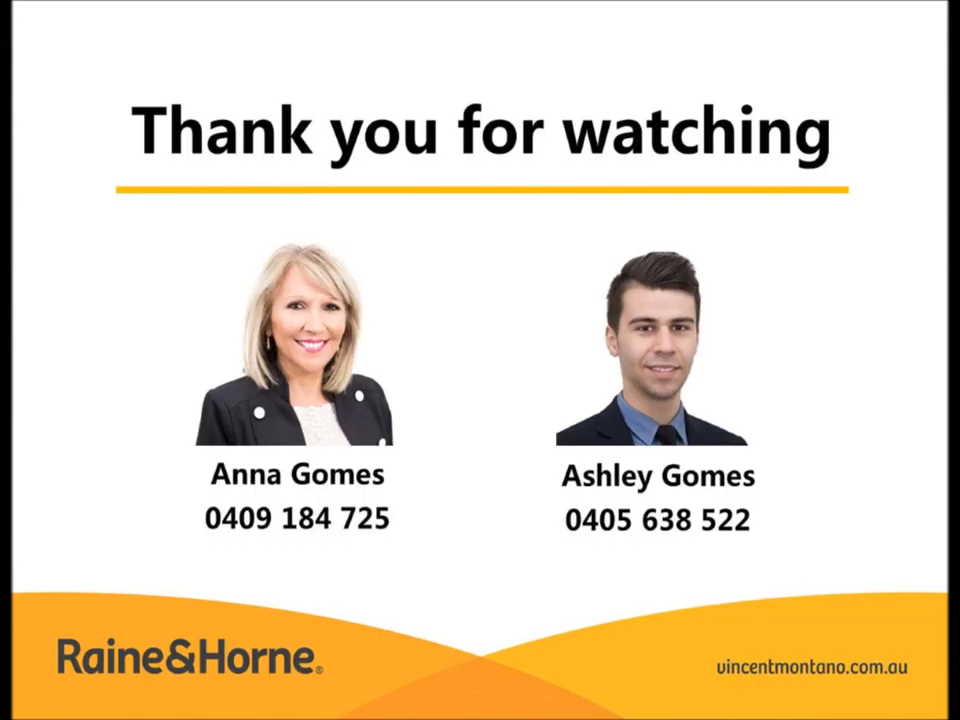 Thank you for watching
Anna Gomes
0409 184 725
Ashley Gomes
0405 638 522
Raine&Horne®
vincentmontano.com.au